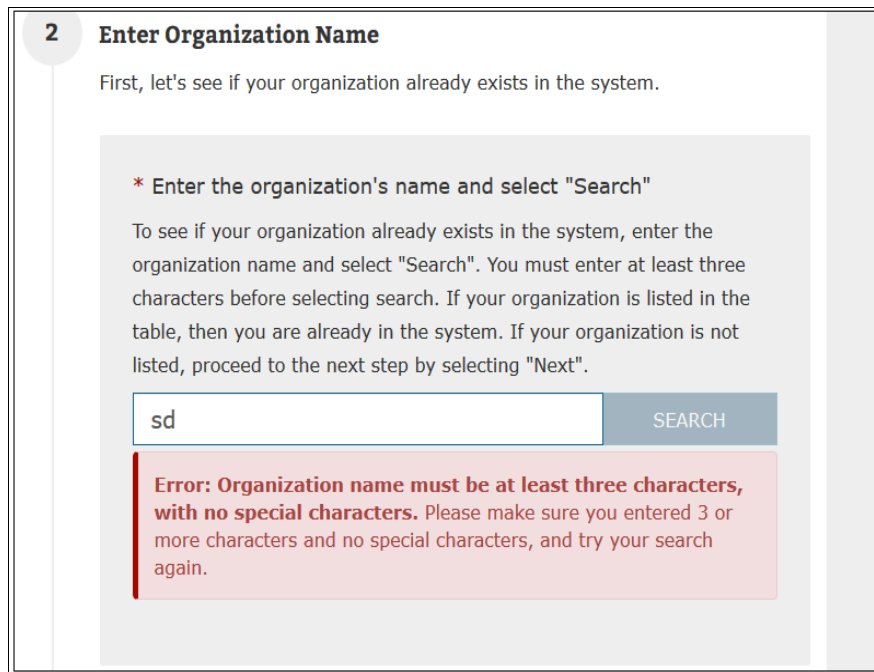 2
Enter Organization Name
First, let's see if your organization already exists in the system.
* Enter the organization's name and select "Search"
To see if your organization already exists in the system, enter the
organization name and select "Search". You must enter at least three
characters before selecting search. If your organization is listed in the
table, then you are already in the system. If your organization is not
listed, proceed to the next step by selecting "Next".
sd
SEARCH
Error: Organization name must be at least three characters,
with no special characters. Please make sure you entered 3 or
more characters and no special characters, and try your search
again.